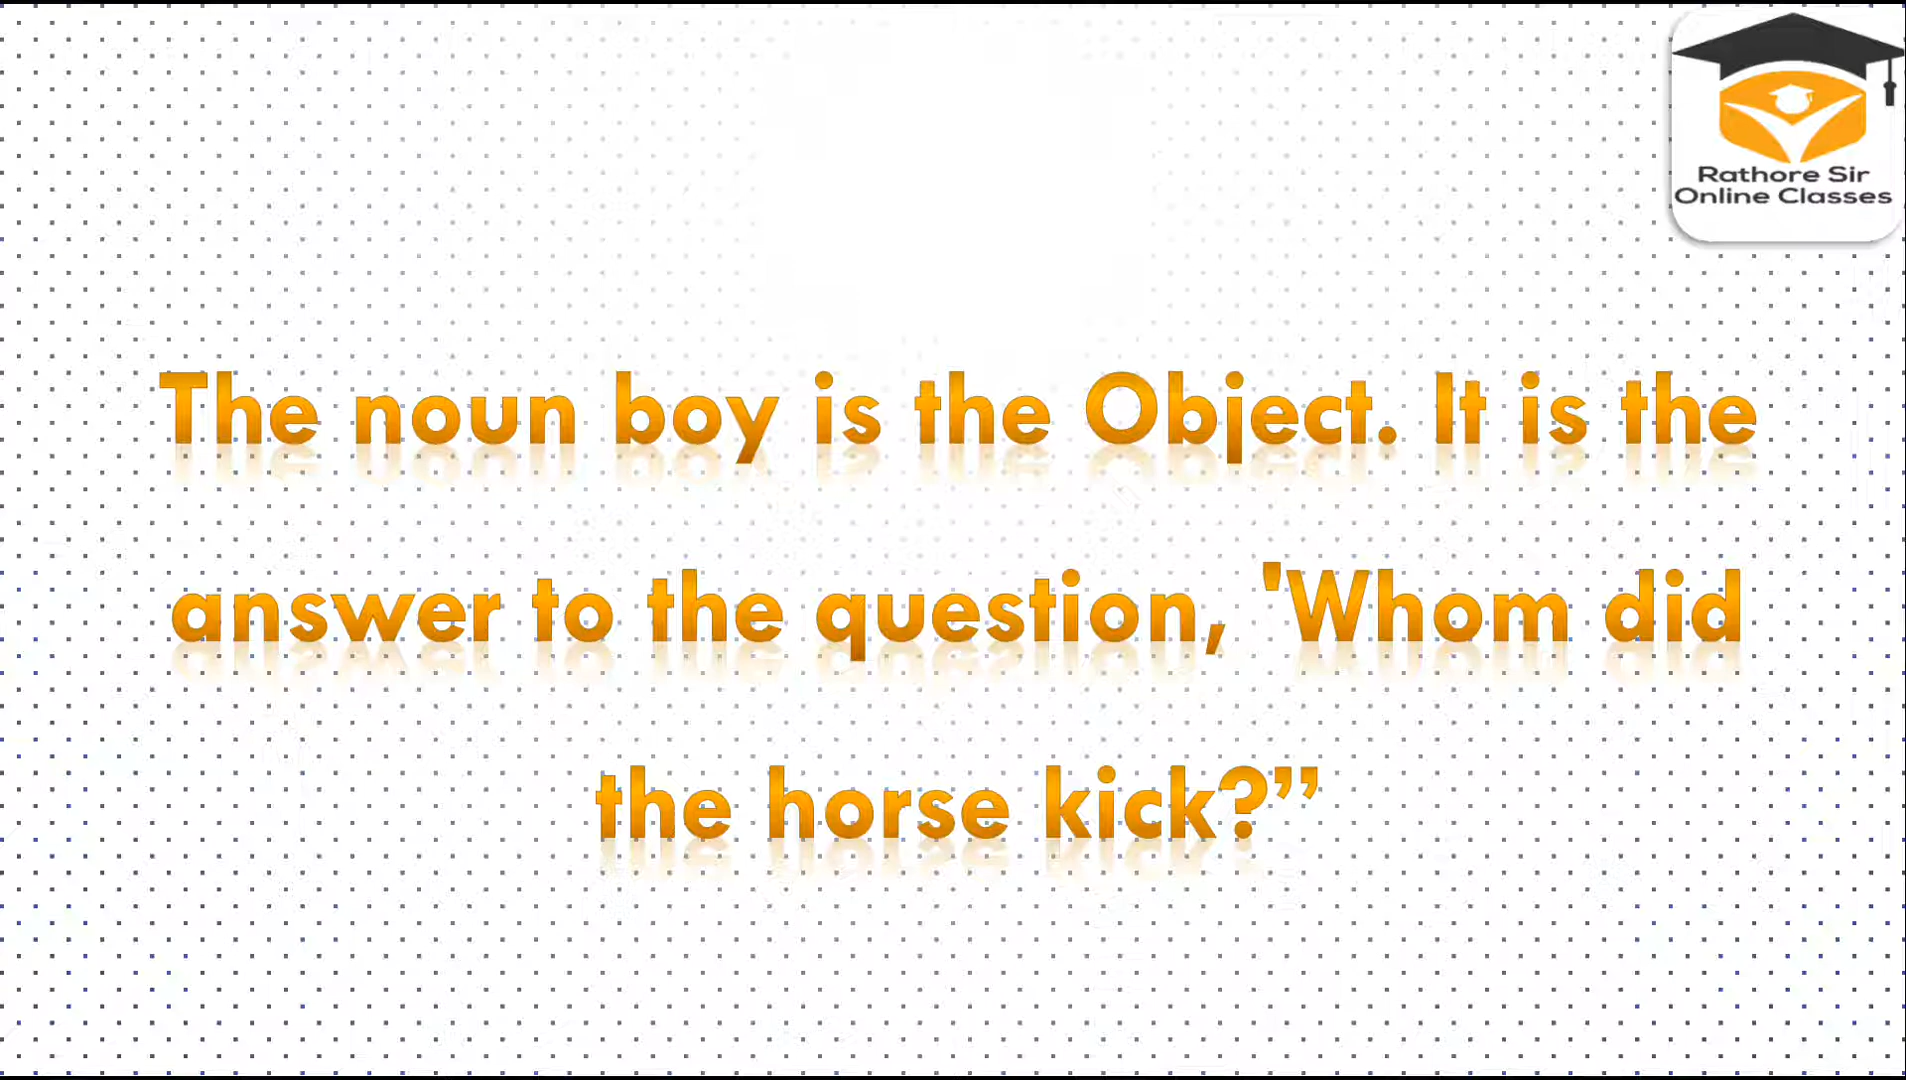 Rathore Sir
Online Classes
The noun boy is the Object. It is the
answer to the question, 'Whom did
the horse kick?”